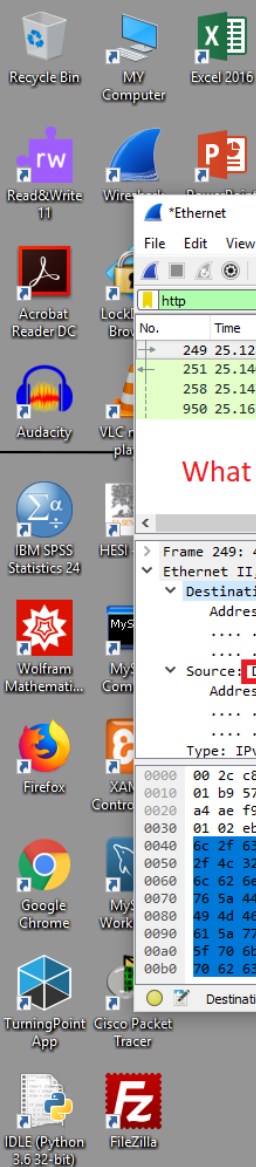 Recycle Bin
MY
Computer
Excel 2016
rw
Read&Write
11
*Ethernet
File Edit View
Acrobat
Reader DC
http
No. Time
249 25.12
251 25.14
258 25.14
950 25.16
Audacity
What
IBM SPSS
Statistics 24
HESI
Frame 249: 4
Ethernet II,
Destinati
Addres
.... .
.... .
Source:
Addres
.... .
.... .
Type: IPv
Wolfram
Mathemati...
Firefox
0000 00 2c c8
0010 01 b9 57
0020 a4 ae f9
0030 01 02 eb
0040 6c 2f 63
0050 2f 4c 32
0060 6c 62 6e
0070 76 5a 44
0080 49 4d 46
0090 61 5a 77
00a0 5f 70 6b
00b0 70 62 63
Google
Chrome
Destinati
TurningPoint
App
Cisco Packet
Tracer
IDLE (Python
3.6 32-bit)
FileZilla